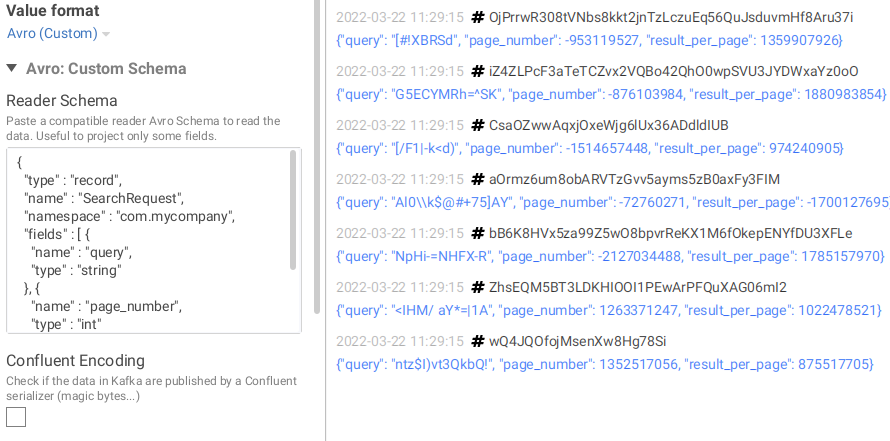 Value format
Avro (Custom)
Avro: Custom Schema
Reader Schema
Paste a compatible reader Avro Schema to read the
data. Useful to project only some fields.
{
"type" : "record",
"name" : "SearchRequest",
"namespace" : "com.mycompany",
"fields" : [ {
"name" : "query",
"type" : "string"
}, {
"name" : "page_number",
"type" : "int"
Confluent Encoding
Check if the data in Kafka are published by a Confluent
serializer (magic bytes...)
2022-03-22 11:29:15 # OjPrrwR308tVNbs8kkt2jnTzLczuEq56QuJsduvmHf8Aru37i
{"query": "[#!XBRSd", "page_number": -953119527, "result_per_page": 1359907926}
2022-03-22 11:29:15 # iZ4ZLPcF3aTeTCZvx2VQBo42QhO0wpSVU3JYDWxaYz0oO
{"query": "G5ECYMRh=^SK", "page_number": -876103984, "result_per_page": 1880983854}
2022-03-22 11:29:15 # CsaOZwwAqxjOxeWjg6lUx36ADdldIUB
{"query": "[/F1|-k<d)", "page_number": -1514657448, "result_per_page": 974240905}
2022-03-22 11:29:15 # aOrmz6um8obARVTzGvv5ayms5zB0axFy3FIM
{"query": "Al0\\k$@#+75]AY", "page_number": -72760271, "result_per_page": -1700127695}
2022-03-22 11:29:15 # bB6K8HVx5za99Z5wO8bpvrReKX1M6fOkepENYfDU3XFLe
{"query": "NpHi-=NHFX-R", "page_number": -2127034488, "result_per_page": 1785157970}
2022-03-22 11:29:15 # ZhsEQM5BT3LDKHIOOI1PEwArPFQuXAG06mI2
{"query": "<IHM/ aY*=|1A", "page_number": 1263371247, "result_per_page": 1022478521}
2022-03-22 11:29:15 # wQ4JQOfojMsenXw8Hg78Si
{"query": "ntz$I)vt3QkbQ!", "page_number": 1352517056, "result_per_page": 875517705}